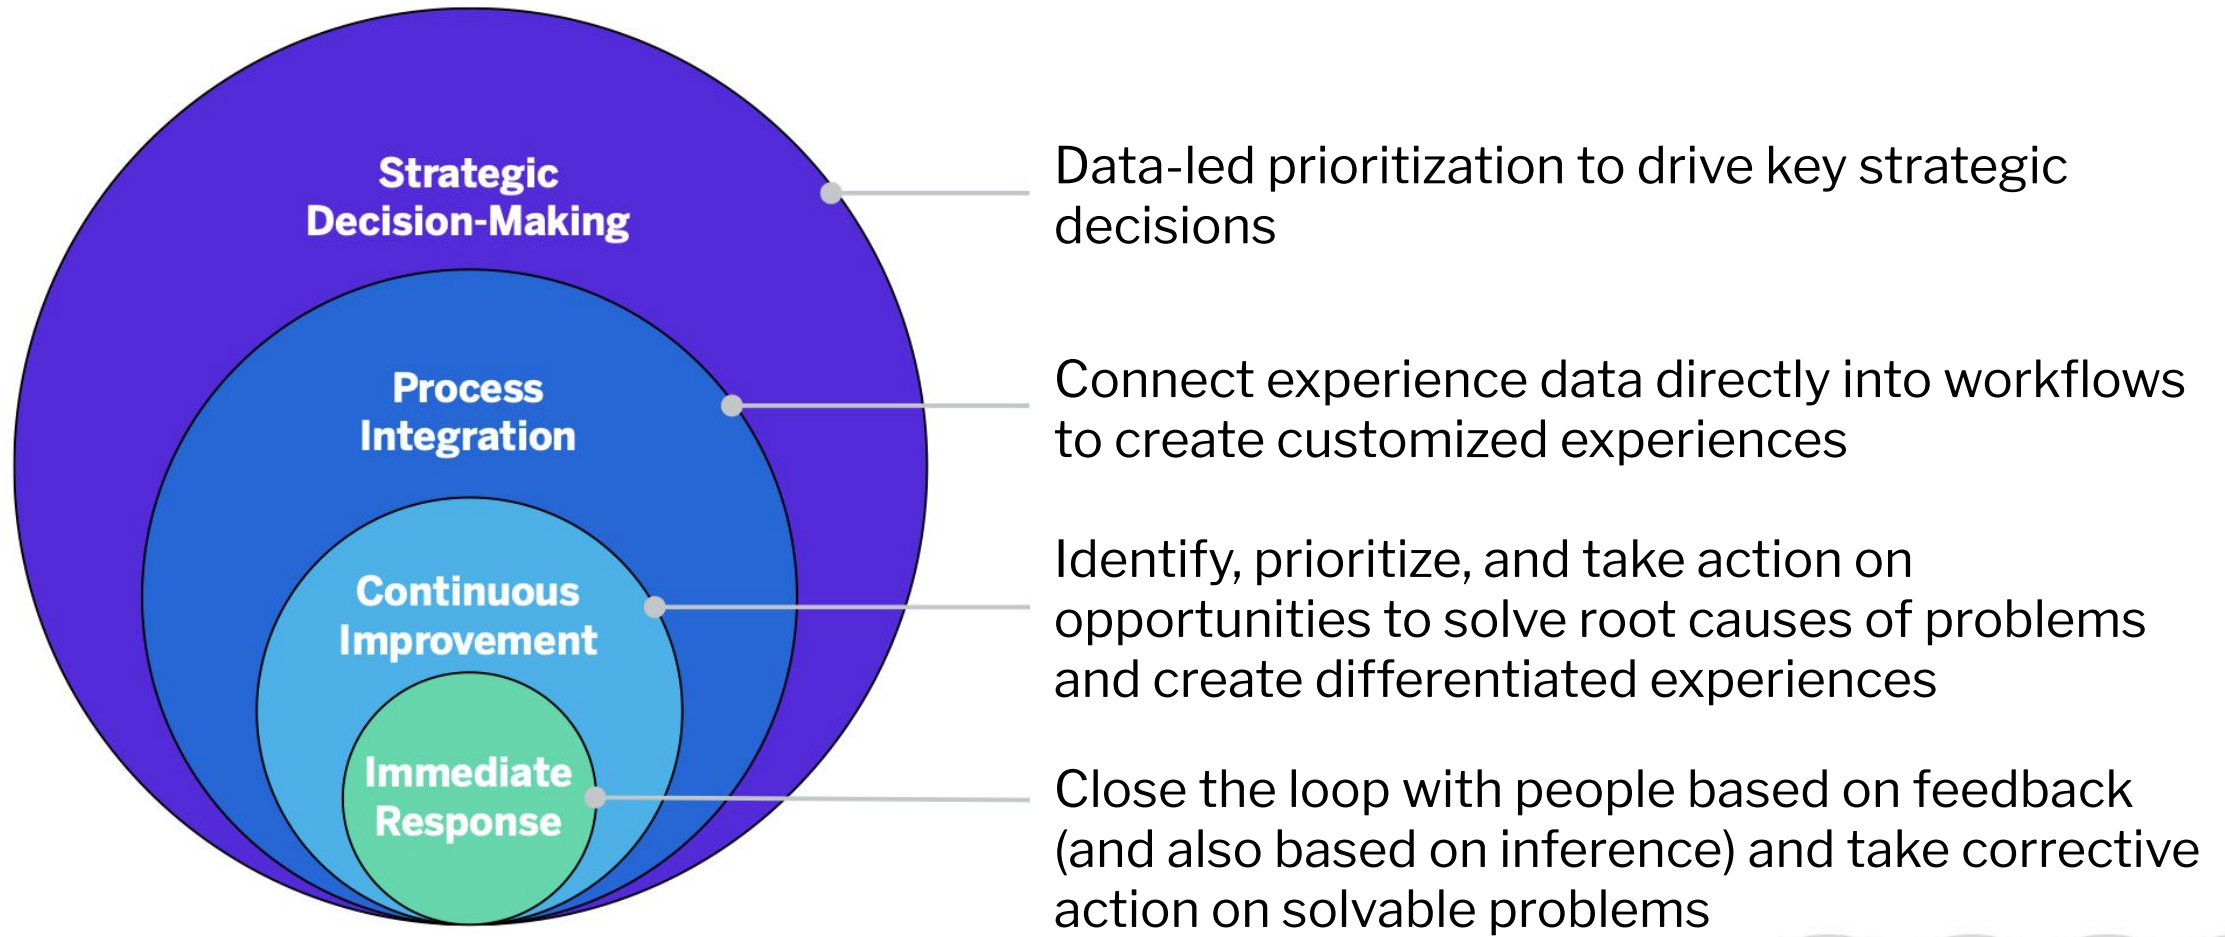 Strategic
Decision-Making
Data-led prioritization to drive key strategic
decisions
Process
Integration
Connect experience data directly into workflows
to create customized experiences
Continuous
Improvement
Identify, prioritize, and take action on
opportunities to solve root causes of problems
and create differentiated experiences
Immediate
Response
Close the loop with people based on feedback
(and also based on inference) and take corrective
action on solvable problems